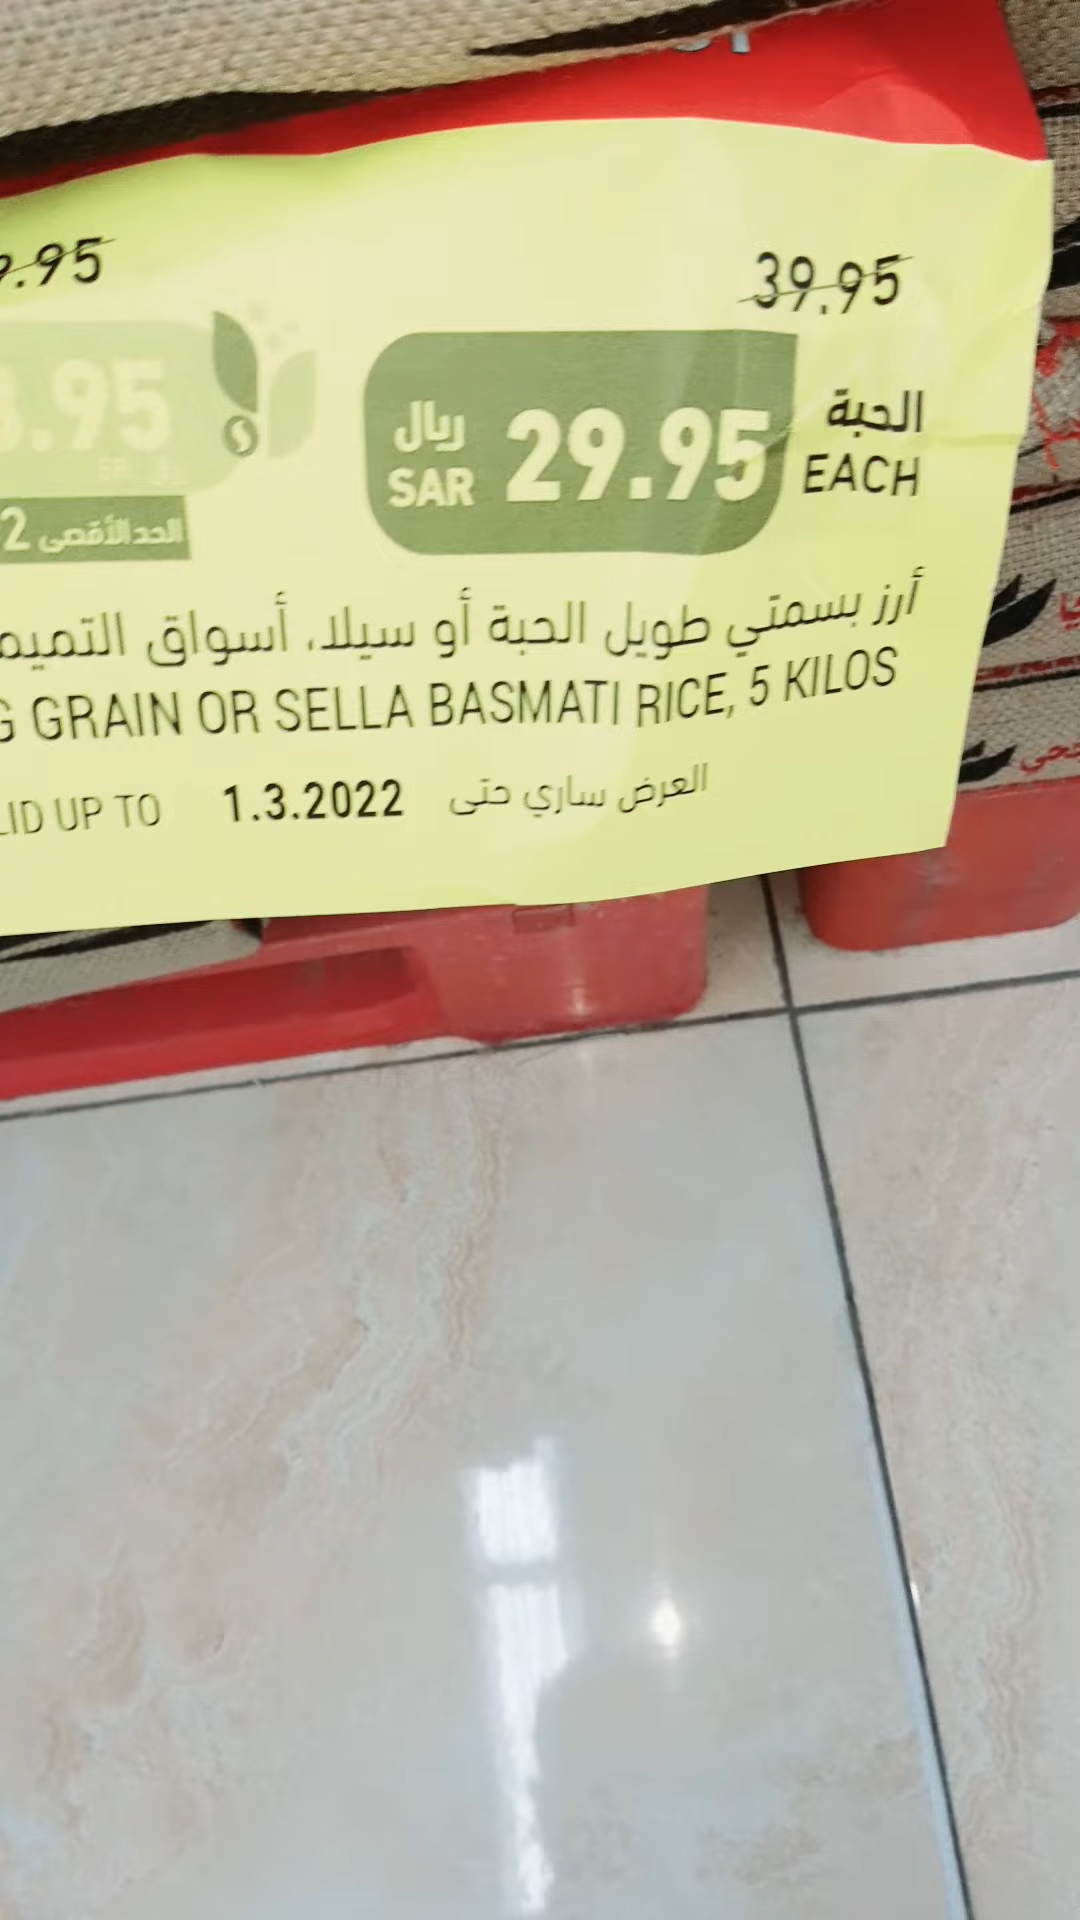 39.95
.95
.95
ريال
SAR
29.95
الحبة
EACH
الحد الأقصى 2
أرز بسمتي طويل الحبة أو سيلا، أسواق
GRAIN OR SELLA BASMATI RICE, 5 KILOS
UP TO 1.3.2022 العرض ساري حتى